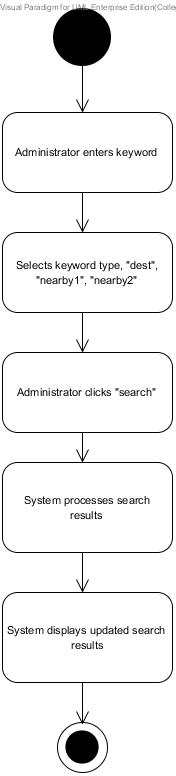 Visual Paradigm for UML Enterprise Edition(Colle
Administrator enters keyword
Selects keyword type, "dest",
"nearby1", "nearby2"
Administrator clicks "search"
System processes search
results
System displays updated search
results